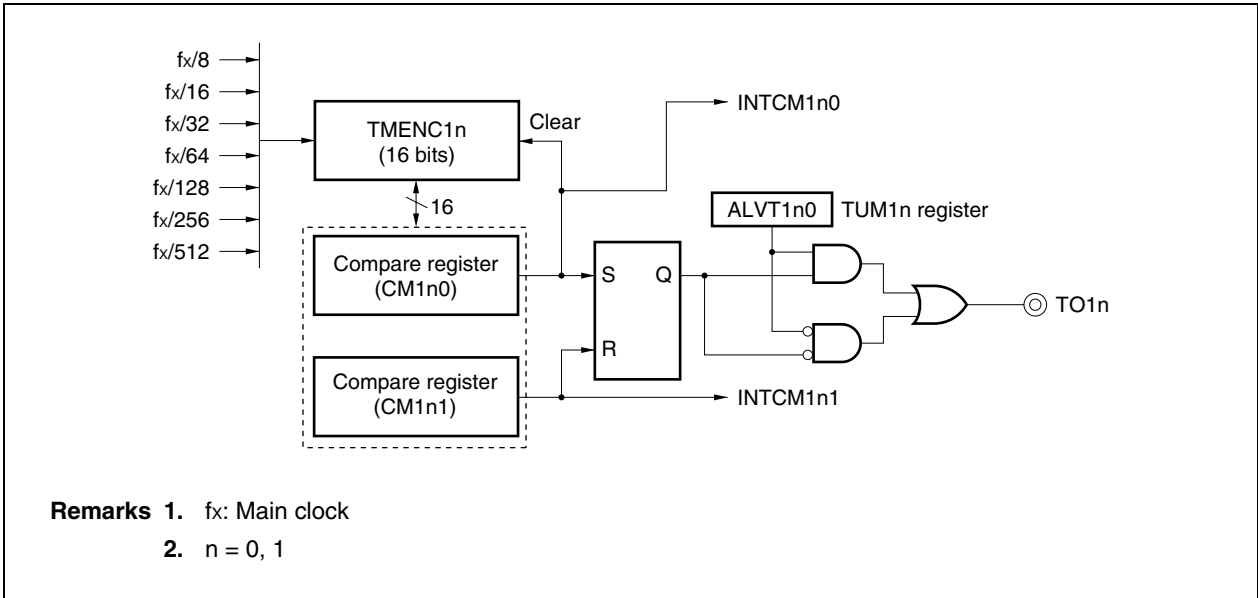 fx/8
fx/16
fx/32
fx/64
fx/128
fx/256
fx/512
TMENC1n
(16 bits)
Clear
INTCM1n0
16
ALVT1n0
TUM1n register
Compare register
(CM1n0)
S
Q
R
TO1n
Compare register
(CM1n1)
INTCM1n1
Remarks 1. fx: Main clock
2. n = 0, 1